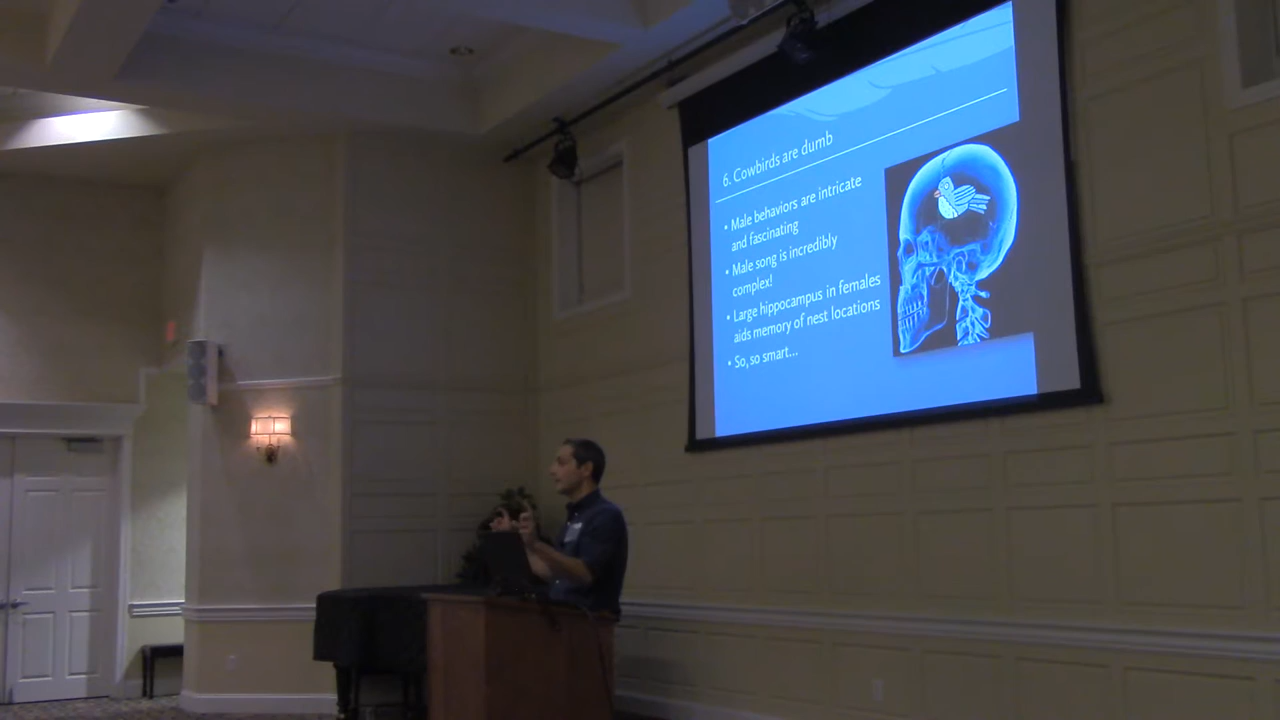 6. Cowbirds are dumb
• Male behaviors are intricate
and fascinating
• Male song is incredibly
complex!
• Large hippocampus in females
aids memory of nest locations
• So, so smart...